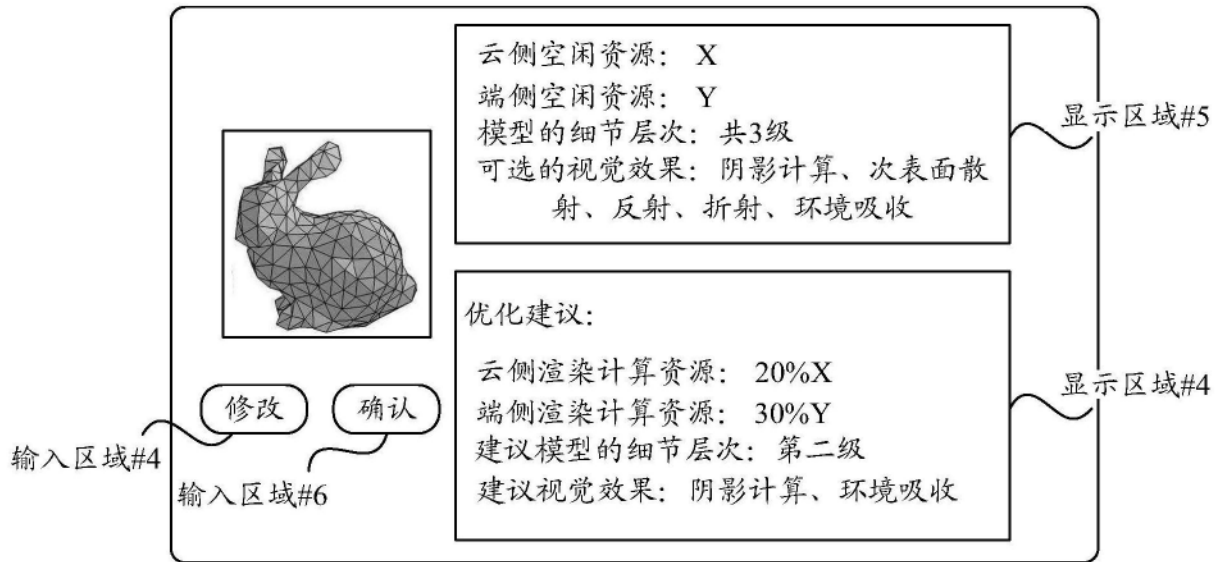 云侧空闲资源： X
端侧空闲资源： Y
模型的细节层次：共3级
可选的视觉效果：阴影计算、次表面散
射、反射、折射、环境吸收
显示区域#5
优化建议：
云侧渲染计算资源： 20%X
端侧渲染计算资源： 30%Y
建议模型的细节层次：第二级
建议视觉效果：阴影计算、环境吸收
显示区域#4
修改
确认
输入区域#4
输入区域#6